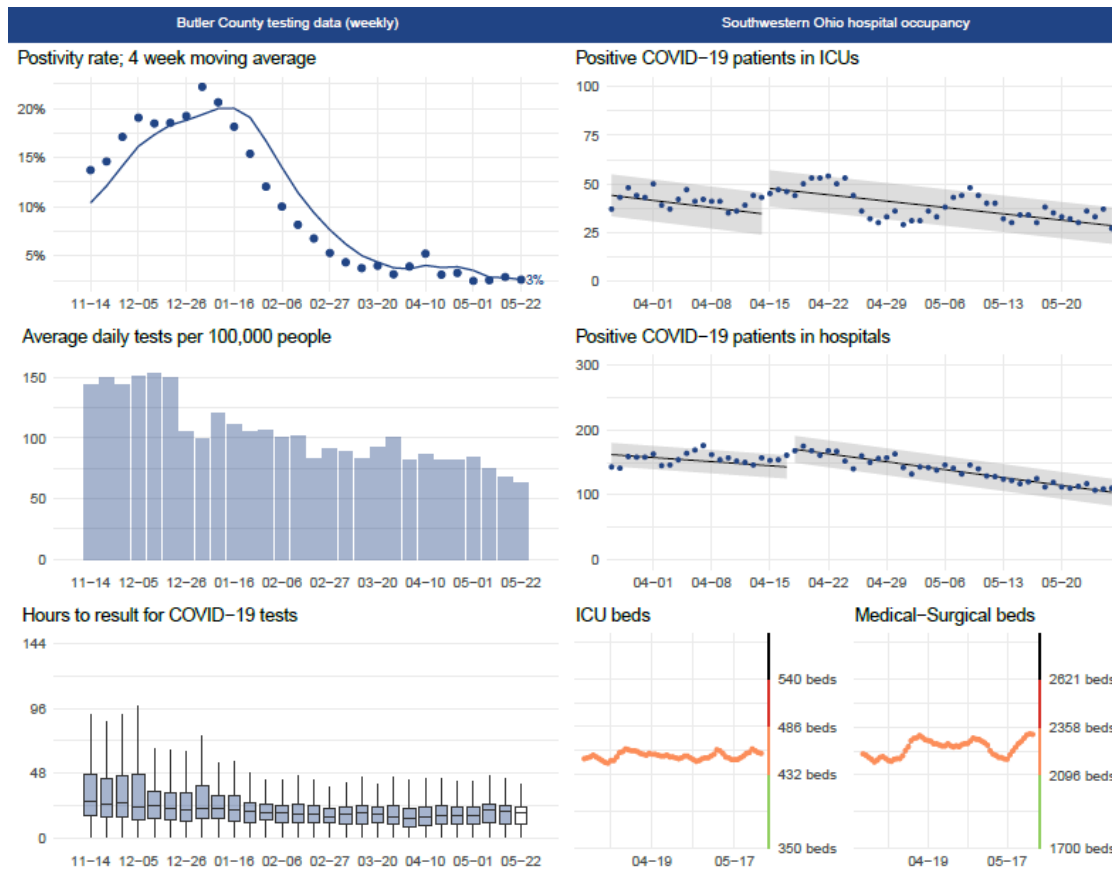 Butler County testing data (weekly)
Postivity rate; 4 week moving average
20%
15%
10%
5%
3%
11−14 12−05 12−26 01−16 02−06 02−27 03−20 04−10 05−01 05−22
Average daily tests per 100,000 people
150
100
50
0
11−14 12−05 12−26 01−16 02−06 02−27 03−20 04−10 05−01 05−22
Hours to result for COVID−19 tests
144
96
48
0
11−14 12−05 12−26 01−16 02−06 02−27 03−20 04−10 05−01 05−22
Southwestern Ohio hospital occupancy
Positive COVID−19 patients in ICUs
100
75
50
25
0
04−01 04−08 04−15 04−22 04−29 05−06 05−13 05−20
Positive COVID−19 patients in hospitals
300
200
100
0
04−01 04−08 04−15 04−22 04−29 05−06 05−13 05−20
ICU beds
540 beds
486 beds
432 beds
350 beds
04−19 05−17
Medical−Surgical beds
2621 beds
2358 beds
2096 beds
1700 beds
04−19 05−17